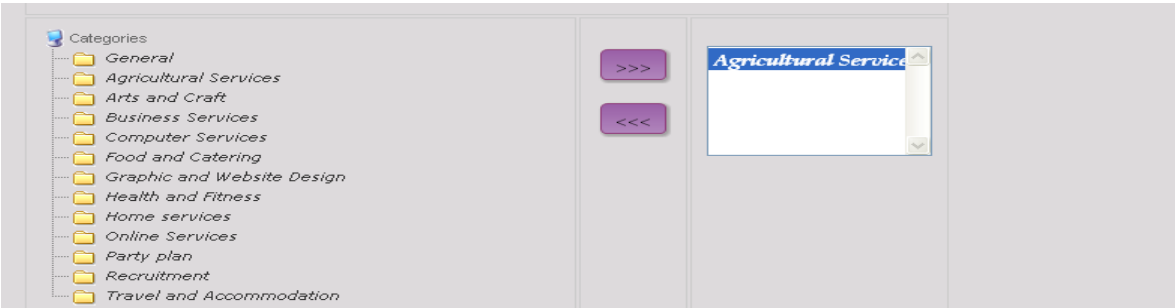 Categories
General
Agricultural Services
Arts and Craft
Business Services
Computer Services
Food and Catering
Graphic and Website Design
Health and Fitness
Home services
Online Services
Party plan
Recruitment
Travel and Accommodation
>>>
<<<
Agricultural Service